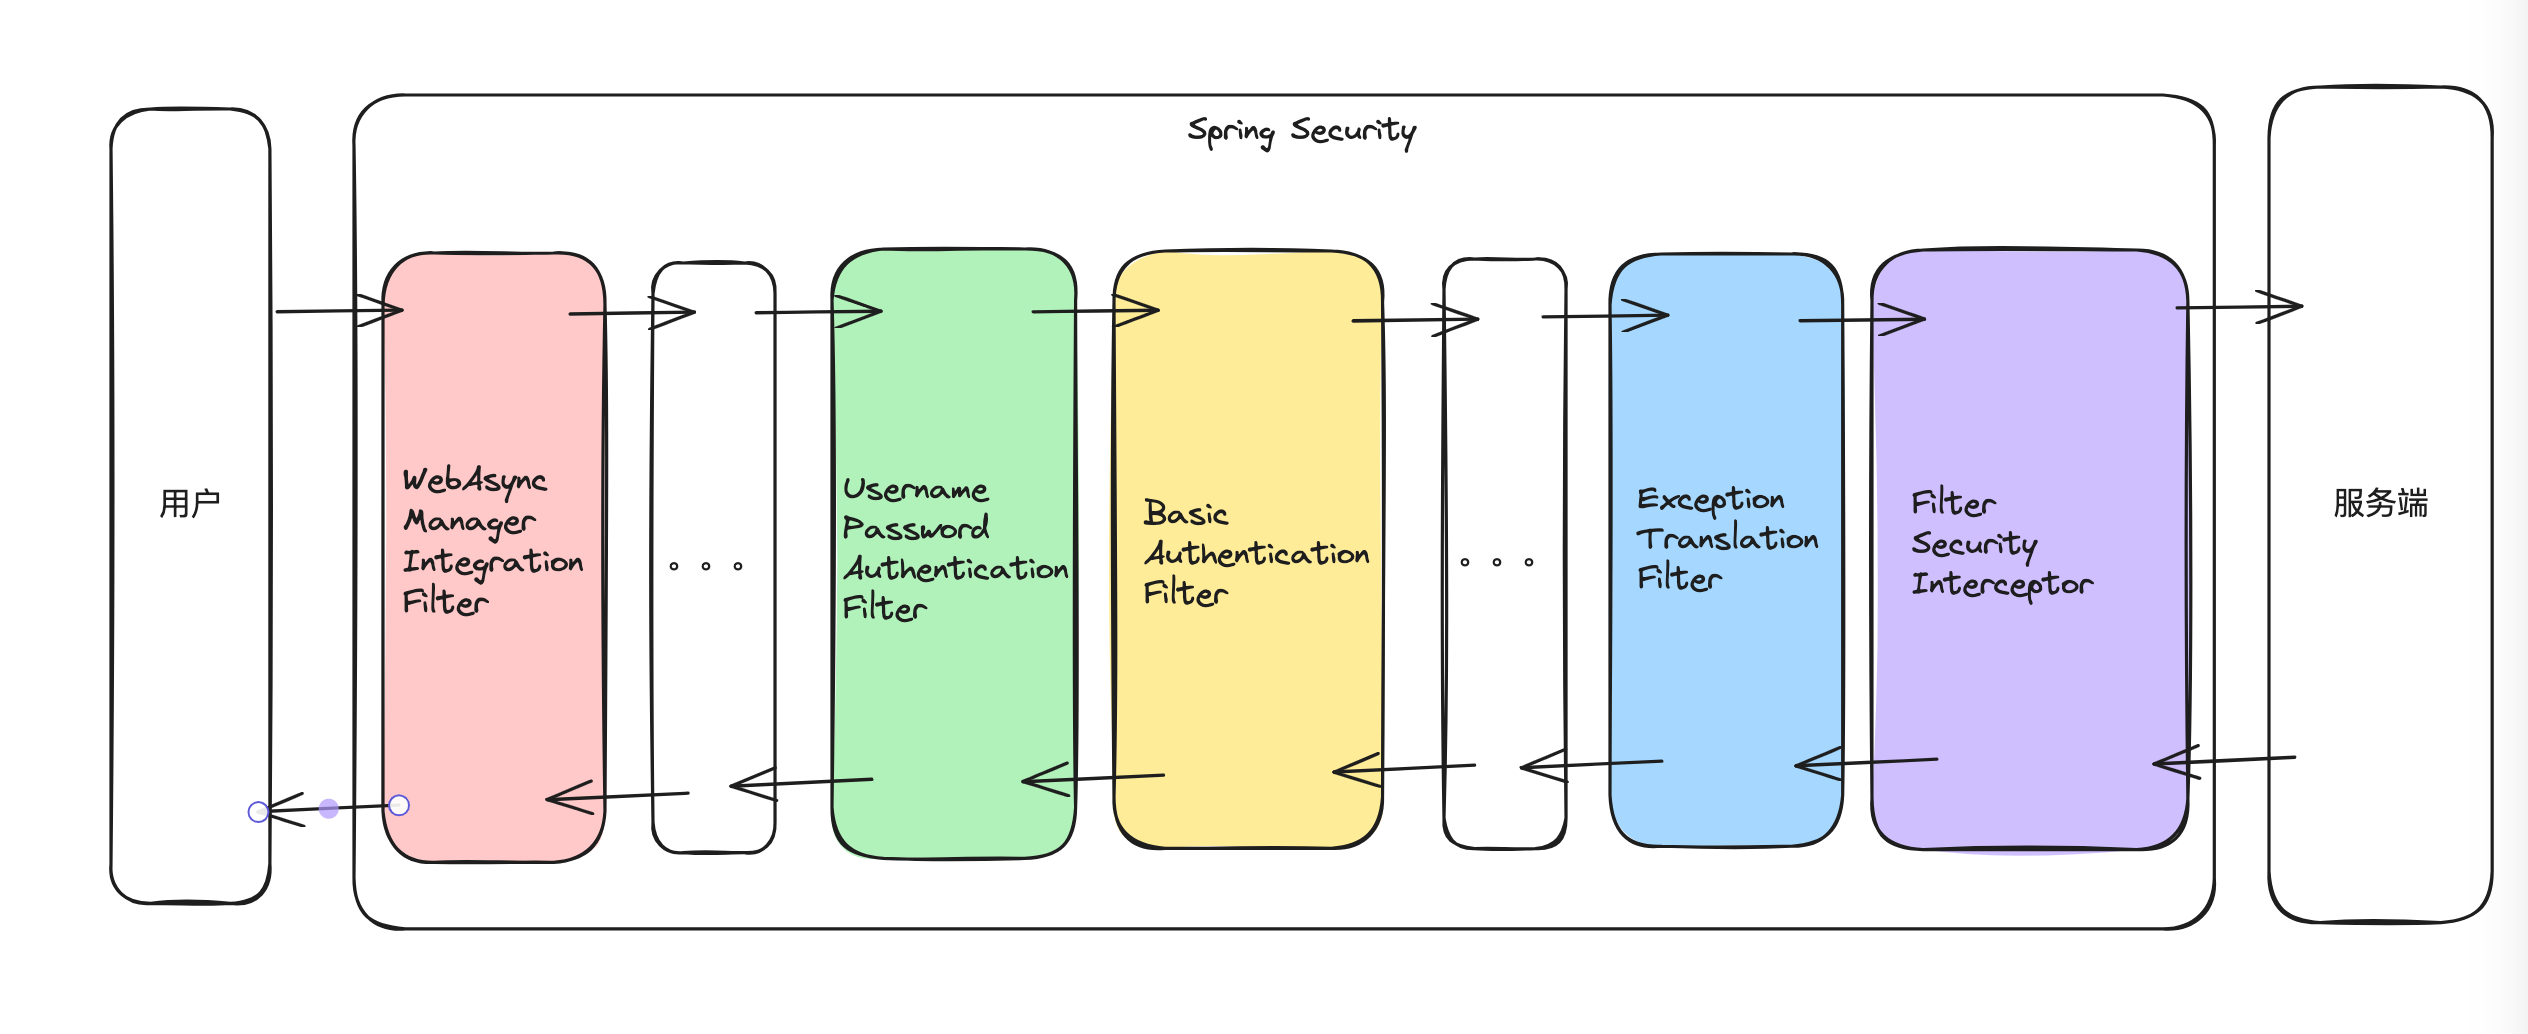 Spring Security
用户
WebAsync
Manager
Integration
Filter
Username
Password
Authentication
Filter
Basic
Authentication
Filter
Exception
Translation
Filter
Filter
Security
Interceptor
服务端